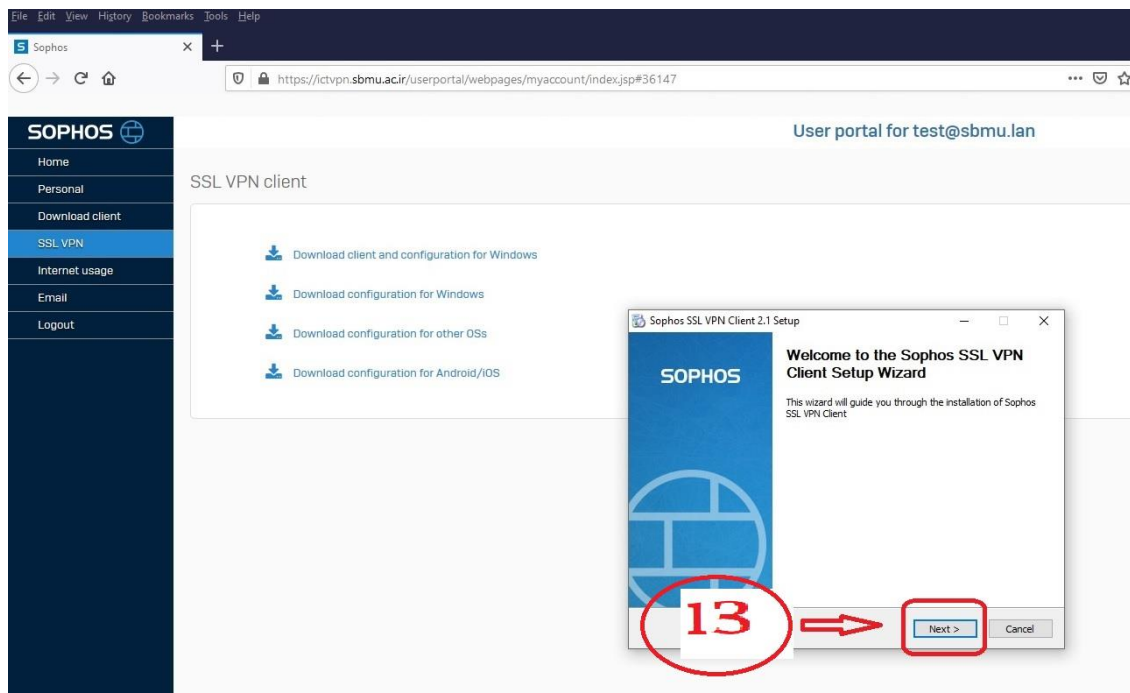 File Edit View History Bookmarks Tools Help
S Sophos
https://ictvpn.sbmu.ac.ir/userportal/webpages/myaccount/index.jsp#36147
SOPHOS
User portal for test@sbmu.lan
Home
Personal
Download client
SSL VPN
Internet usage
Email
Logout
SSL VPN client
Download client and configuration for Windows
Download configuration for Windows
Download configuration for other OSs
Download configuration for Android/iOS
Sophos SSL VPN Client 2.1 Setup
SOPHOS
Welcome to the Sophos SSL VPN
Client Setup Wizard
This wizard will guide you through the installation of Sophos
SSL VPN Client
13
Next >
Cancel